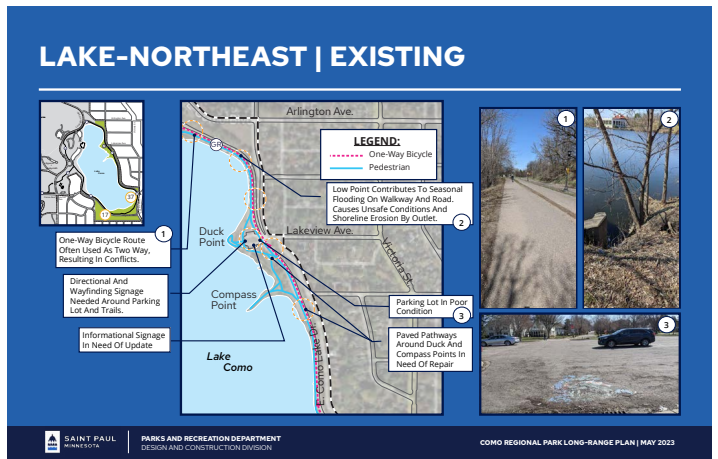 LAKE-NORTHEAST | EXISTING
37
17
Arlington Ave.
GR
LEGEND:
One-Way Bicycle
Pedestrian
Low Point Contributes To Seasonal
Flooding On Walkway And Road.
Causes Unsafe Conditions And
Shoreline Erosion By Outlet.
2
Lakeview Ave.
Victoria St.
Duck
Point
Compass
Point
Lake
Como
E. Como Lake Dr.
1
One-Way Bicycle Route
Often Used As Two Way,
Resulting In Conflicts.
Directional And
Wayfinding Signage
Needed Around Parking
Lot And Trails.
Informational Signage
In Need Of Update
Parking Lot In Poor
Condition
3
Paved Pathways
Around Duck And
Compass Points In
Need Of Repair
1
2
3
SAINT PAUL
MINNESOTA
PARKS AND RECREATION DEPARTMENT
DESIGN AND CONSTRUCTION DIVISION
COMO REGIONAL PARK LONG-RANGE PLAN | MAY 2023